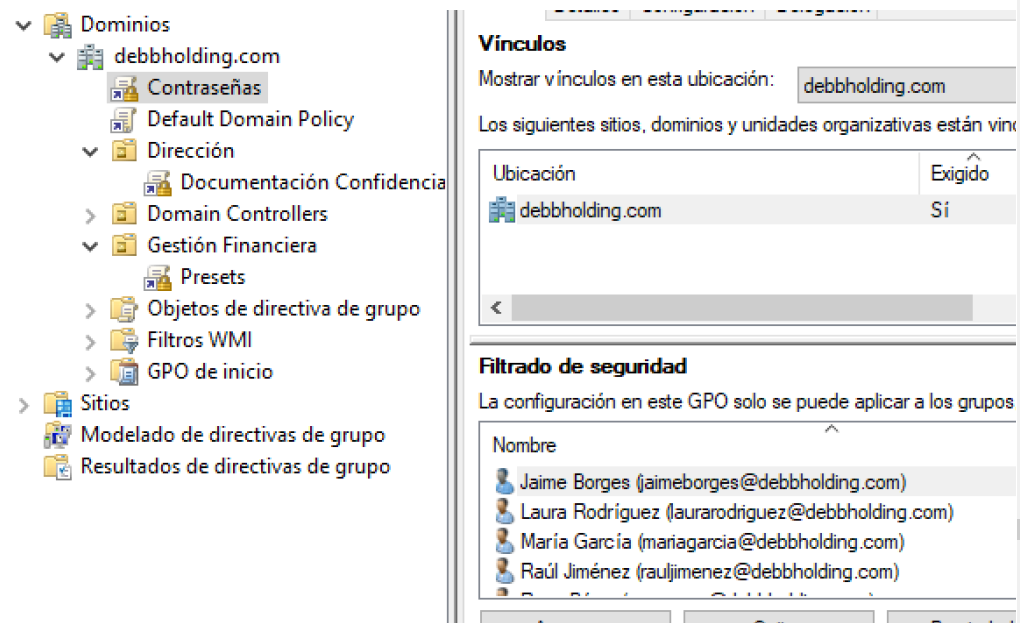 Dominios
debbholding.com
Contraseñas
Default Domain Policy
Dirección
Documentación Confidencia
Domain Controllers
Gestión Financiera
Presets
Objetos de directiva de grupo
Filtros WMI
GPO de inicio
Sitios
Modelado de directivas de grupo
Resultados de directivas de grupo
Detalles Configuración Delegación
Vínculos
Mostrar vínculos en esta ubicación: debbholding.com
Los siguientes sitios, dominios y unidades organizativas están vinc
Ubicación Exigido
debbholding.com Sí
Filtrado de seguridad
La configuración en este GPO solo se puede aplicar a los grupos
Nombre
Jaime Borges (jaimeborges@debbholding.com)
Laura Rodríguez (laurarodriguez@debbholding.com)
María García (mariagarcia@debbholding.com)
Raúl Jiménez (rauljimenez@debbholding.com)